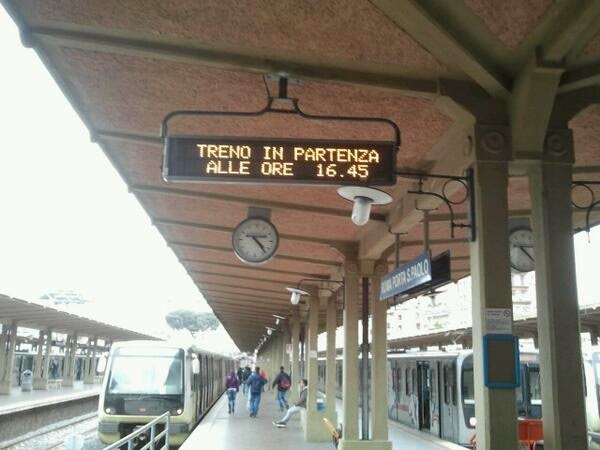 TRENO IN PARTENZA
ALLE ORE 16.45
ROMA PORTA S.PAOLO